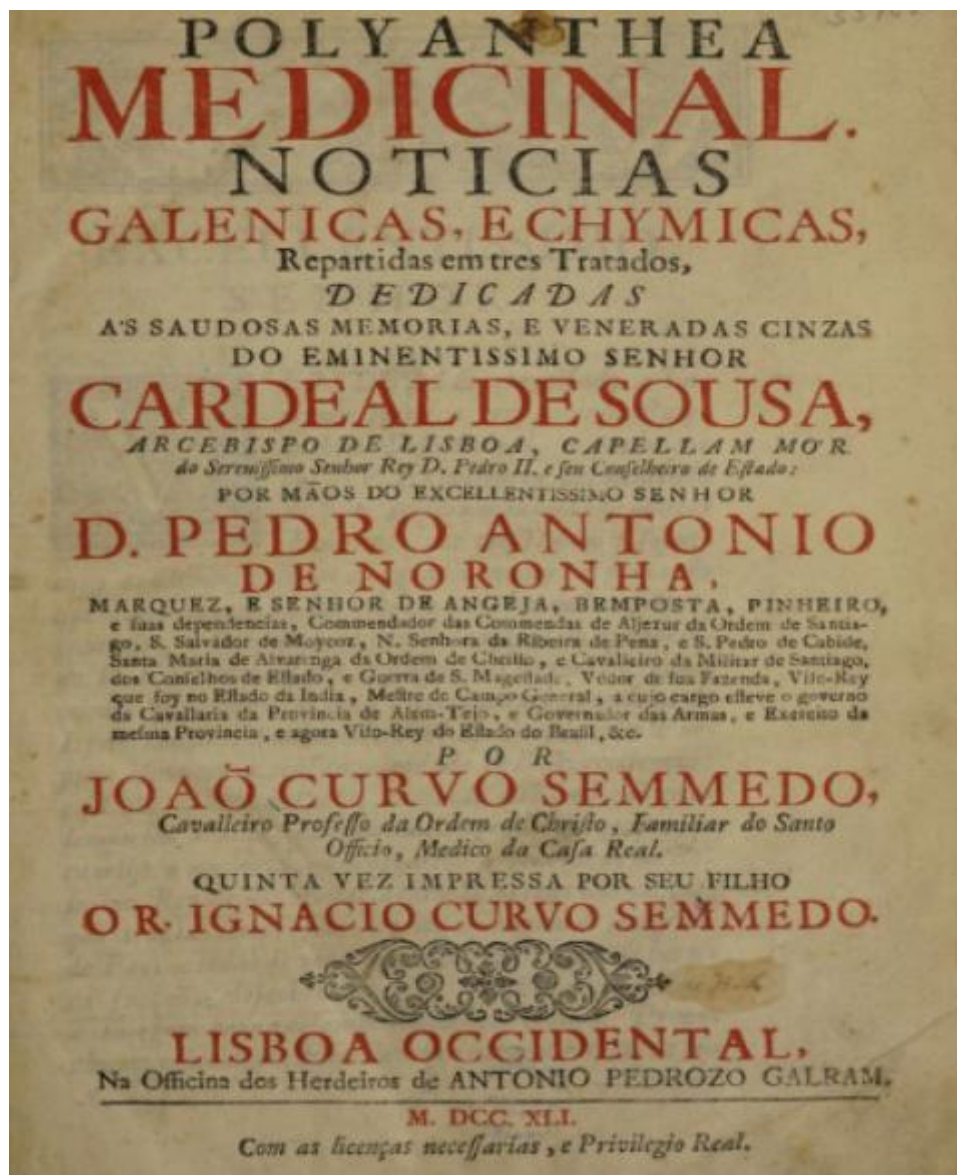 POLYANTHEA
MEDICINAL.
NOTICIAS
GALENICAS, E CHYMICAS,
Repartidas em tres Tratados,
DEDICADAS
A'S SAUDOSAS MEMORIAS, E VENERADAS CINZAS
DO EMINENTISSIMO SENHOR
CARDEAL DE SOUSA,
ARCEBISPO DE LISBOA, CAPELLAM MO'R
do Sereniſſimo Senhor Rey D. Pedro II. e ſeu Conſelheiro de Eſtado:
POR MÃOS DO EXCELLENTISSIMO SENHOR
D. PEDRO ANTONIO
DE NORONHA,
MARQUEZ, E SENHOR DE ANGEJA, BEMPOSTA, PINHEIRO,
e ſuas dependencias, Commendador das Commendas de Aljezur da Ordem de Santia-
go, S. Salvador de Moycoz, N. Senhora da Ribeira de Pena, e S. Pedro de Cabide,
Santa Maria de Alvarenga da Ordem de Chriſto, e Cavalleiro da Militar de Santiago,
dos Conſelhos de Eſtado, e Guerra de S. Mageſtade, Védor de ſua Fazenda, Viſo-Rey
que foy no Eſtado da India, Meſtre de Campo General, a cujo cargo eſteve o governo
da Cavallaria da Provincia de Alem-Tejo, e Governador das Armas, e Exercito da
meſma Provincia, e agora Viſo-Rey do Eſtado do Braſil, &c.
POR
JOAÕ CURVO SEMMEDO,
Cavalleiro Profeſſo da Ordem de Chriſto, Familiar do Santo
Officio, Medico da Caſa Real.
QUINTA VEZ IMPRESSA POR SEU FILHO
O R. IGNACIO CURVO SEMMEDO.
LISBOA OCCIDENTAL,
Na Officina dos Herdeiros de ANTONIO PEDROZO GALRAM.
M. DCC. XLI.
Com as licenças neceſſarias, e Privilegio Real.